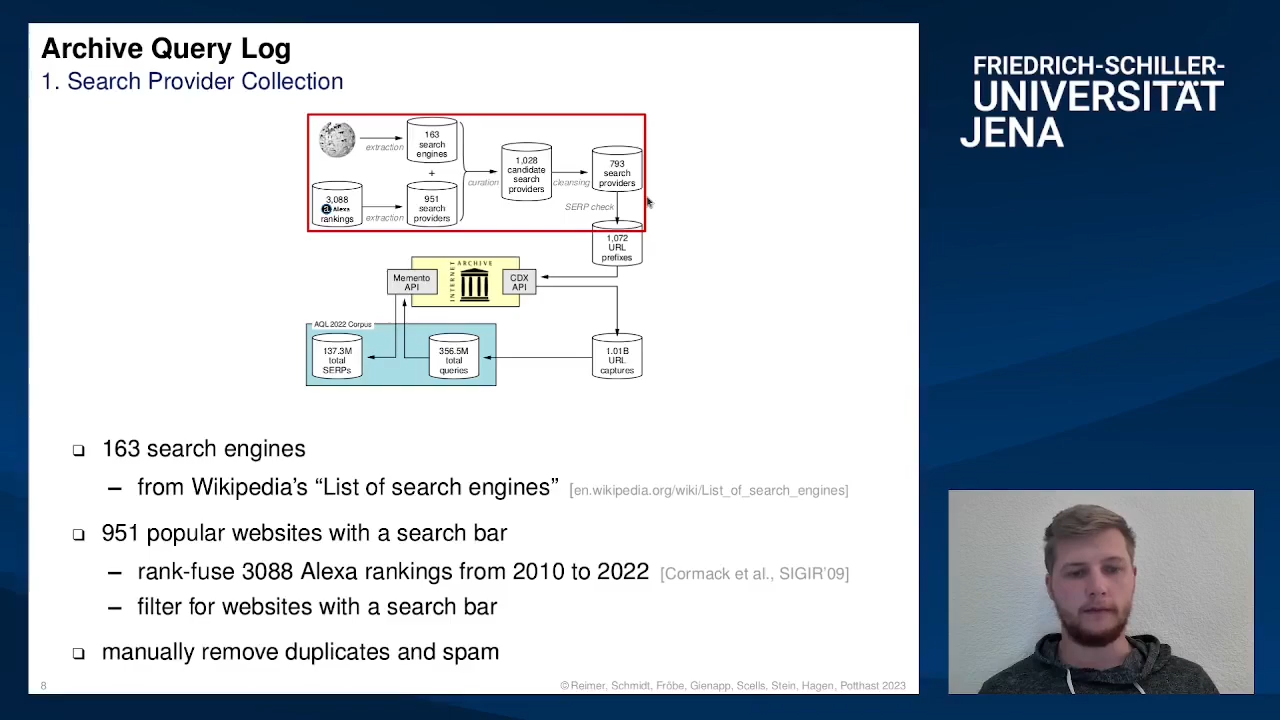 Archive Query Log
1. Search Provider Collection
FRIEDRICH-SCHILLER-
UNIVERSITÄT
JENA
163
search
engines
extraction
+
3,088
a Alexa
rankings
extraction
951
search
providers
curation
1,028
candidate
search
providers
cleansing
793
search
providers
SERP check
1,072
URL
prefixes
Memento
API
INTERNET
ARCHIVE
CDX
API
AQL 2022 Corpus
137.3M
total
SERPs
356.5M
total
queries
1.01B
URL
captures
❑ 163 search engines
– from Wikipedia's “List of search engines” [en.wikipedia.org/wiki/List_of_search_engines]
❑ 951 popular websites with a search bar
– rank-fuse 3088 Alexa rankings from 2010 to 2022 [Cormack et al., SIGIR'09]
– filter for websites with a search bar
❑ manually remove duplicates and spam
8
© Reimer, Schmidt, Fröbe, Gienapp, Scells, Stein, Hagen, Potthast 2023